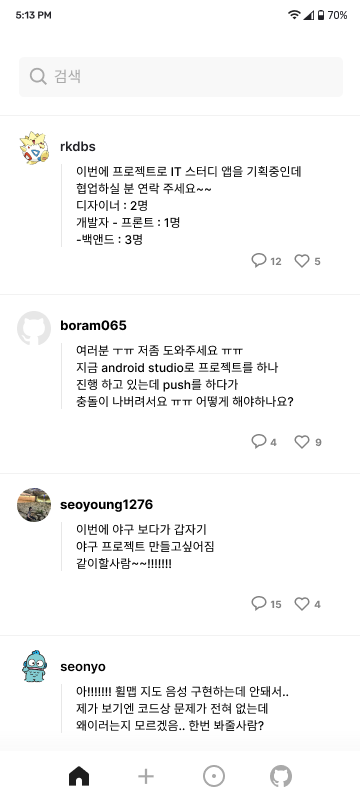 5:13 PM 70%
검색
rkdbs
이번에 프로젝트로 IT 스터디 앱을 기획중인데
협업하실 분 연락 주세요~~
디자이너 : 2명
개발자 - 프론트 : 1명
-백앤드 : 3명
12 5
boram065
여러분 ㅜㅠ 저좀 도와주세요 ㅠㅠ
지금 android studio로 프로젝트를 하나
진행 하고 있는데 push를 하다가
충돌이 나버려서요 ㅠㅠ 어떻게 해야하나요?
4 9
seoyoung1276
이번에 야구 보다가 갑자기
야구 프로젝트 만들고싶어짐
같이할사람~~!!!!!!!
15 4
seonyo
아!!!!!!! 휠맵 지도 음성 구현하는데 안돼서..
제가 보기엔 코드상 문제가 전혀 없는데
왜이러는지 모르겠음.. 한번 봐줄사람?